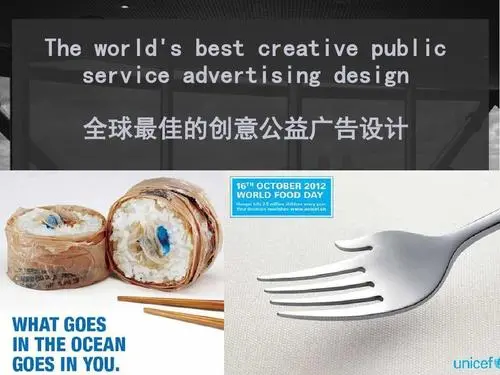 The world's best creative public
service advertising design
全球最佳的创意公益广告设计
16TH OCTOBER 2012
WORLD FOOD DAY
WHAT GOES
IN THE OCEAN
GOES IN YOU.
unicef